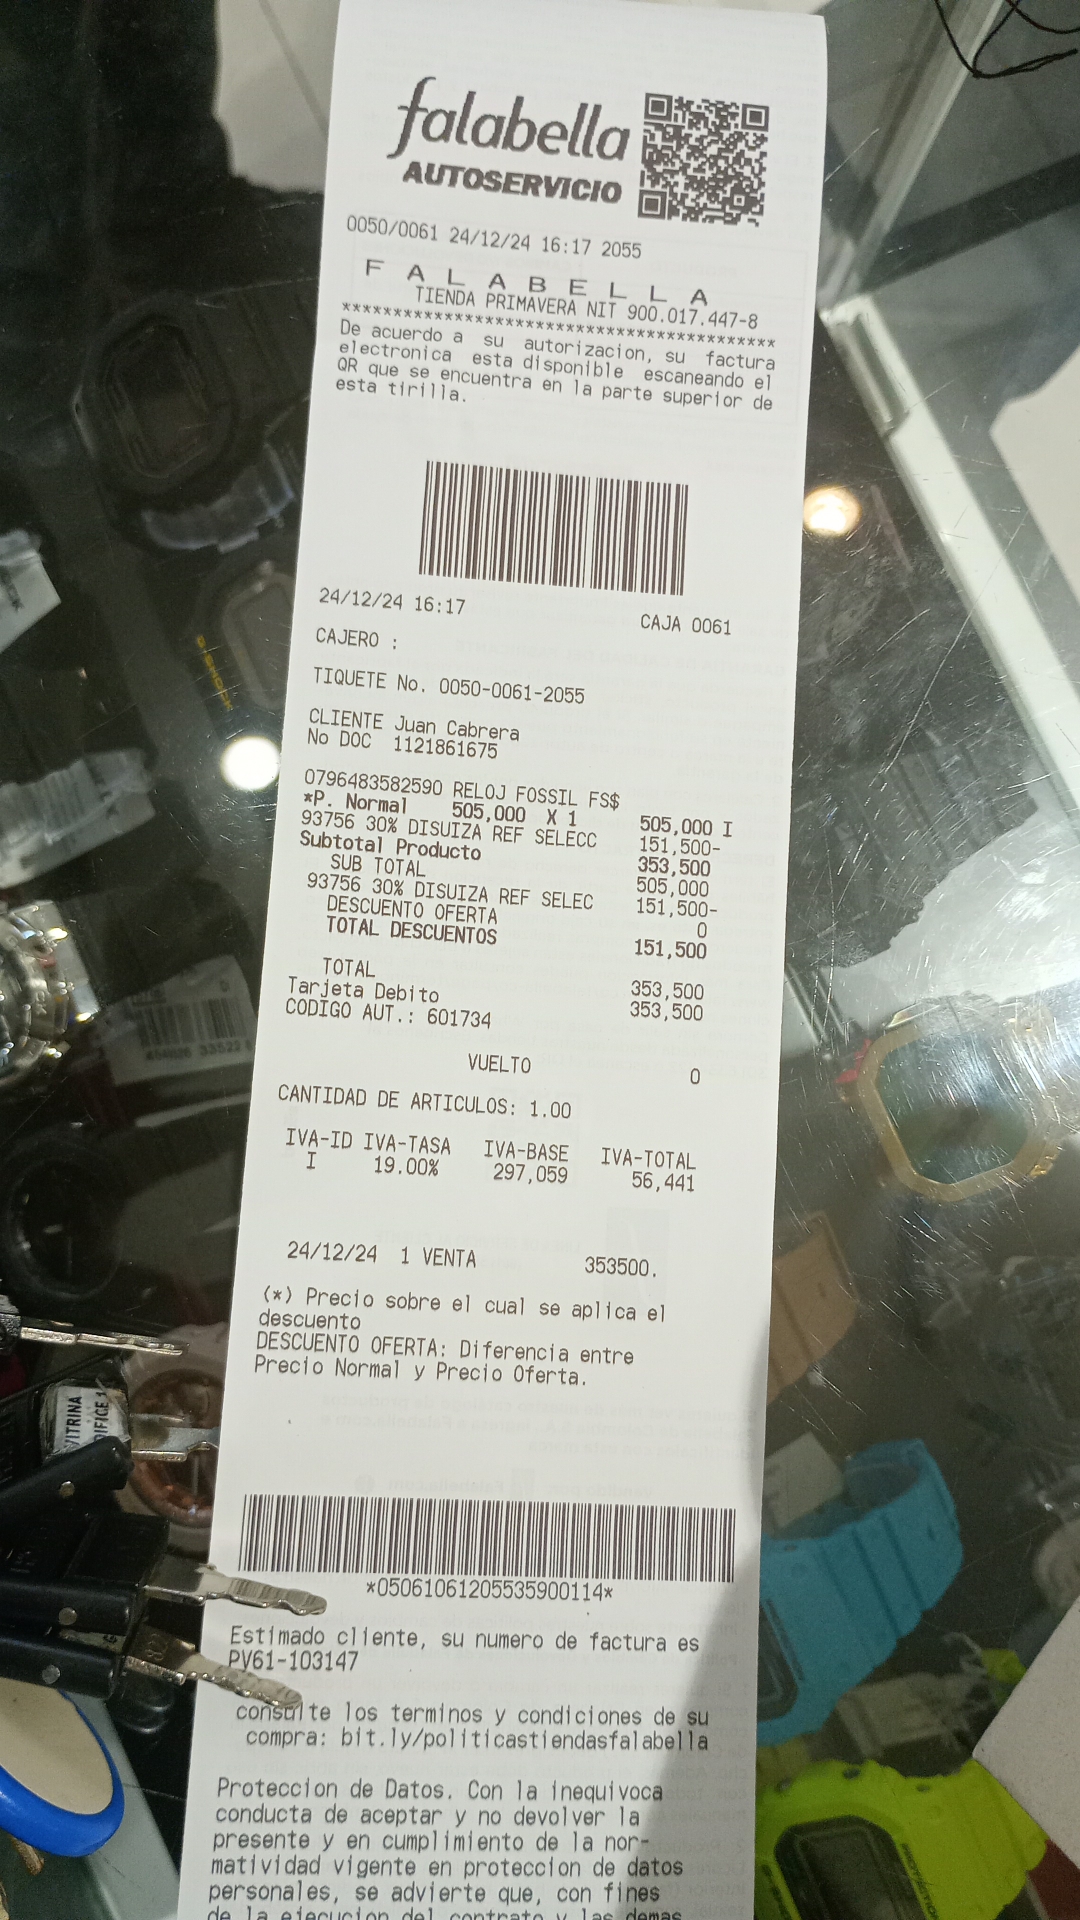 falabella
AUTOSERVICIO
0050/0061 24/12/24 16:17 2055
F A L A B E L L A
TIENDA PRIMAVERA NIT 900.017.447-8
******************************************
De acuerdo a su autorizacion, su factura
electronica esta disponible escaneando el
QR que se encuentra en la parte superior de
esta tirilla.
24/12/24 16:17 CAJA 0061
CAJERO :
TIQUETE No. 0050-0061-2055
CLIENTE Juan Cabrera
No DOC 1121861675
0796483582590 RELOJ FOSSIL FS$
*P. Normal 505,000 X 1 505,000 I
93756 30% DISUIZA REF SELECC 151,500-
Subtotal Producto 353,500
SUB TOTAL 505,000
93756 30% DISUIZA REF SELEC 151,500-
DESCUENTO OFERTA 0
TOTAL DESCUENTOS 151,500
TOTAL 353,500
Tarjeta Debito 353,500
CODIGO AUT.: 601734
VUELTO 0
CANTIDAD DE ARTICULOS: 1.00
IVA-ID IVA-TASA IVA-BASE IVA-TOTAL
I 19.00% 297,059 56,441
24/12/24 1 VENTA 353500.
(*) Precio sobre el cual se aplica el
descuento
DESCUENTO OFERTA: Diferencia entre
Precio Normal y Precio Oferta.
*05061061205535900114*
Estimado cliente, su numero de factura es
PV61-103147
consulte los terminos y condiciones de su
compra: bit.ly/politicastiendasfalabella
Proteccion de Datos. Con la inequivoca
conducta de aceptar y no devolver la
presente y en cumplimiento de la nor-
matividad vigente en proteccion de datos
personales, se advierte que, con fines
de la ejecucion del contrato y las demas
G-SHOCK
VITRINA